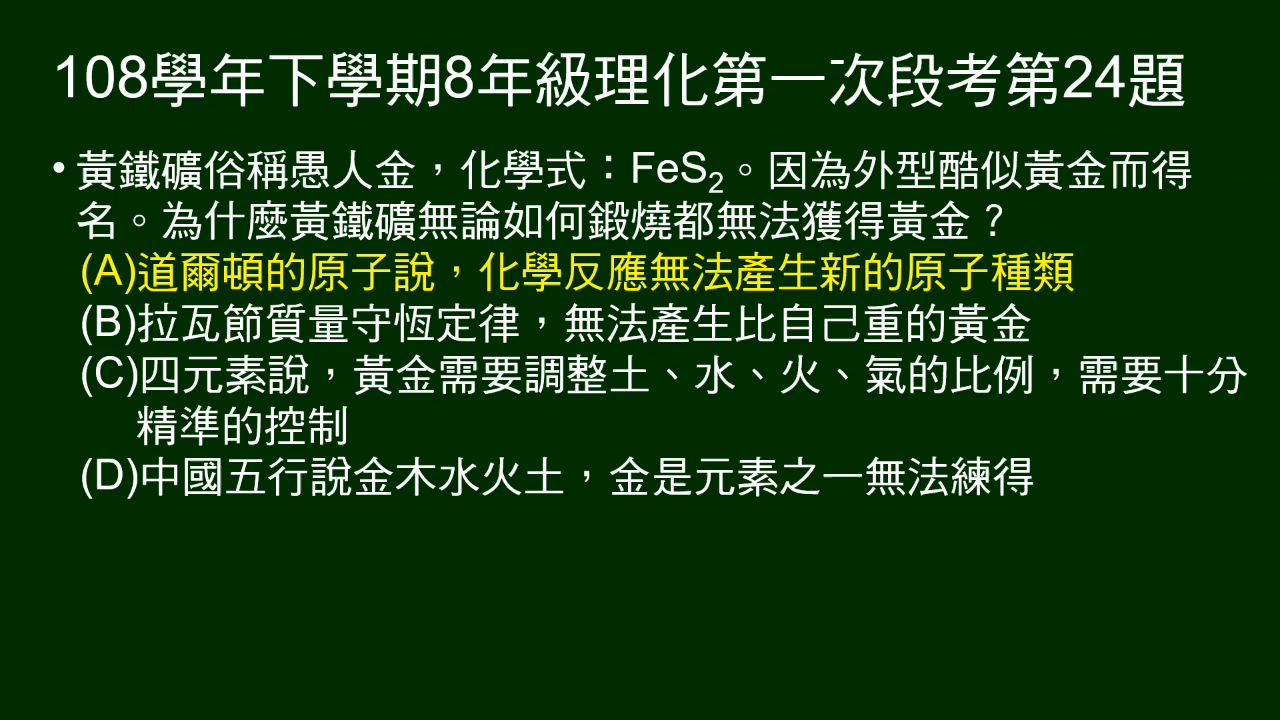 108學年下學期8年級理化第一次段考第24題
• 黃鐵礦俗稱愚人金，化學式：FeS₂。因為外型酷似黃金而得
名。為什麼黃鐵礦無論如何鍛燒都無法獲得黃金？
(A)道爾頓的原子說，化學反應無法產生新的原子種類
(B)拉瓦節質量守恆定律，無法產生比自己重的黃金
(C)四元素說，黃金需要調整土、水、火、氣的比例，需要十分
精準的控制
(D)中國五行說金木水火土，金是元素之一無法練得